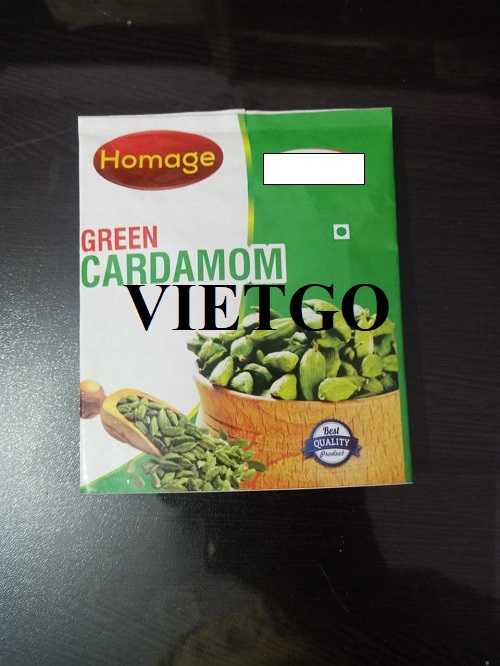 Homage
GREEN
CARDAMOM
VIETGO
Best
QUALITY
Product